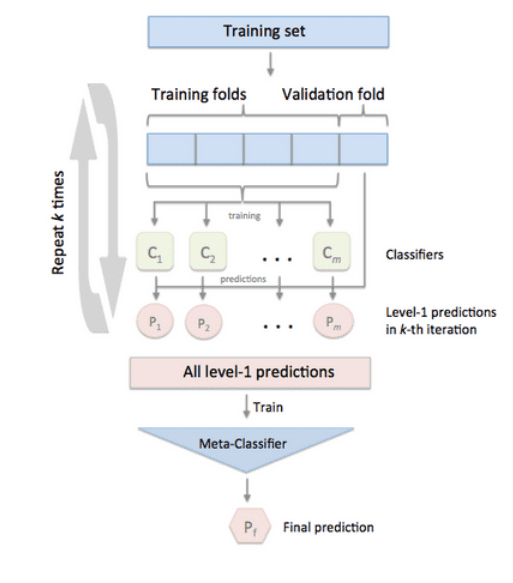 Training set
Training folds Validation fold
Repeat k times
training
C1 C2 . . . Cm Classifiers
predictions
P1 P2 . . . Pm Level-1 predictions
in k-th iteration
All level-1 predictions
Train
Meta-Classifier
Pf Final prediction